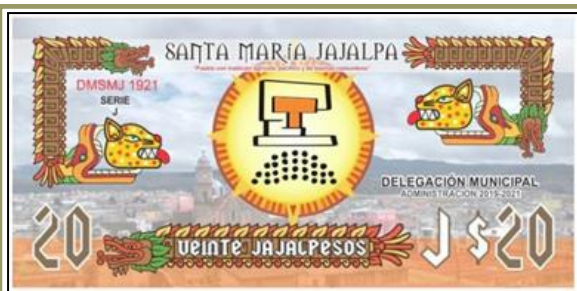 SANTA MARÍA JAJALPA
DMSMJ 1921
SERIE
J
DELEGACIÓN MUNICIPAL
ADMINISTRACIÓN 2019-2021
20
VEINTE JAJALPESOS
J $20